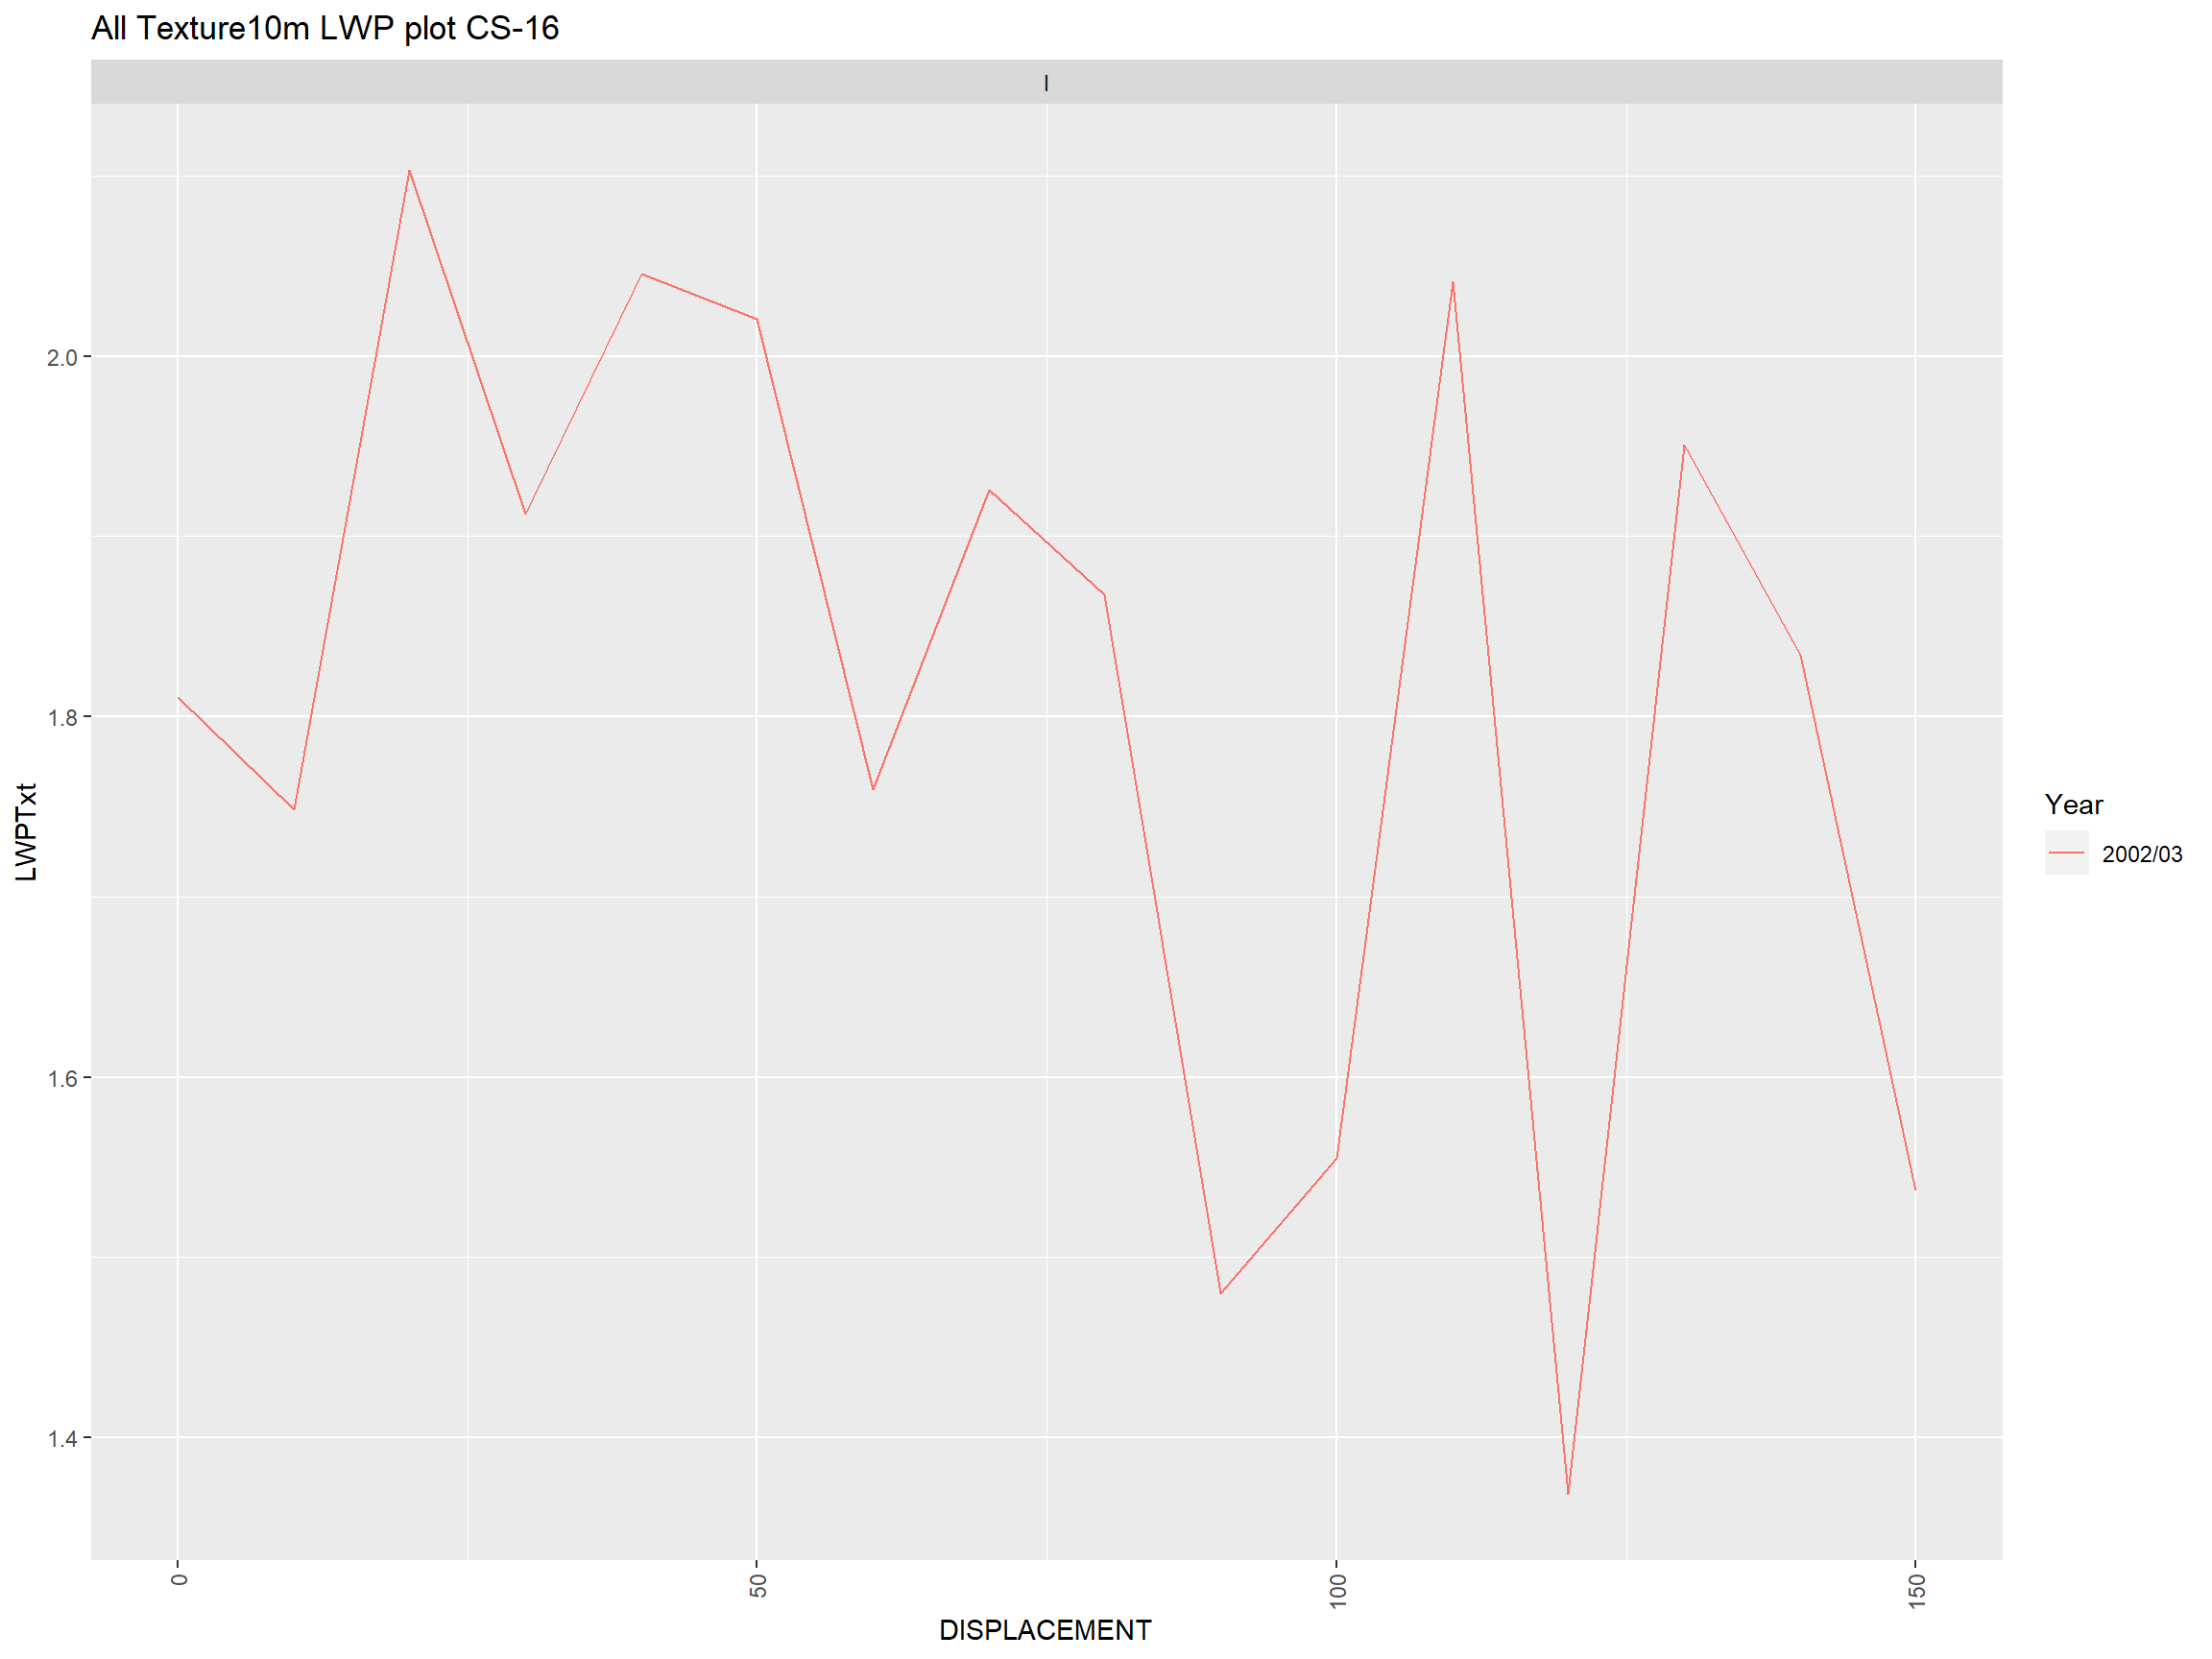 All Texture10m LWP plot CS-16
I
2.0
1.8
1.6
1.4
LWPTxt
0
50
100
150
DISPLACEMENT
Year
2002/03